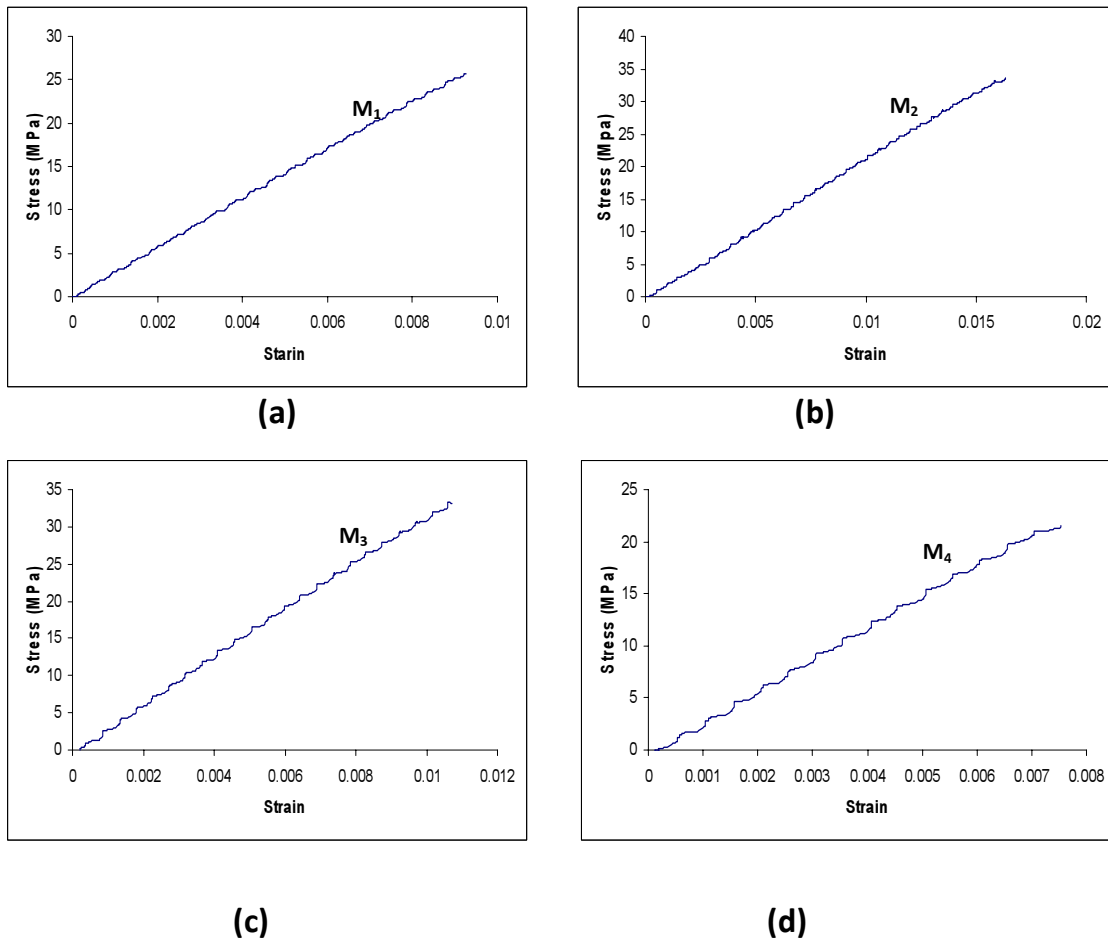 30
25
20
15
10
5
0
Stress (MPa)
M₁
0 0.002 0.004 0.006 0.008 0.01
Starin
(a)
40
35
30
25
20
15
10
5
0
Stress (Mpa)
M₂
0 0.005 0.01 0.015 0.02
Strain
(b)
35
30
25
20
15
10
5
0
Stress (MPa)
M₃
0 0.002 0.004 0.006 0.008 0.01 0.012
Strain
(c)
25
20
15
10
5
0
Stress (MPa)
M₄
0 0.001 0.002 0.003 0.004 0.005 0.006 0.007 0.008
Strain
(d)